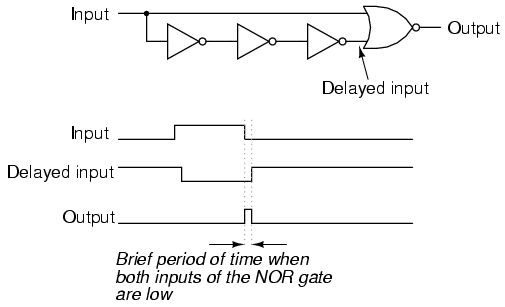 Input
Output
Delayed input
Input
Delayed input
Output
Brief period of time when
both inputs of the NOR gate
are low